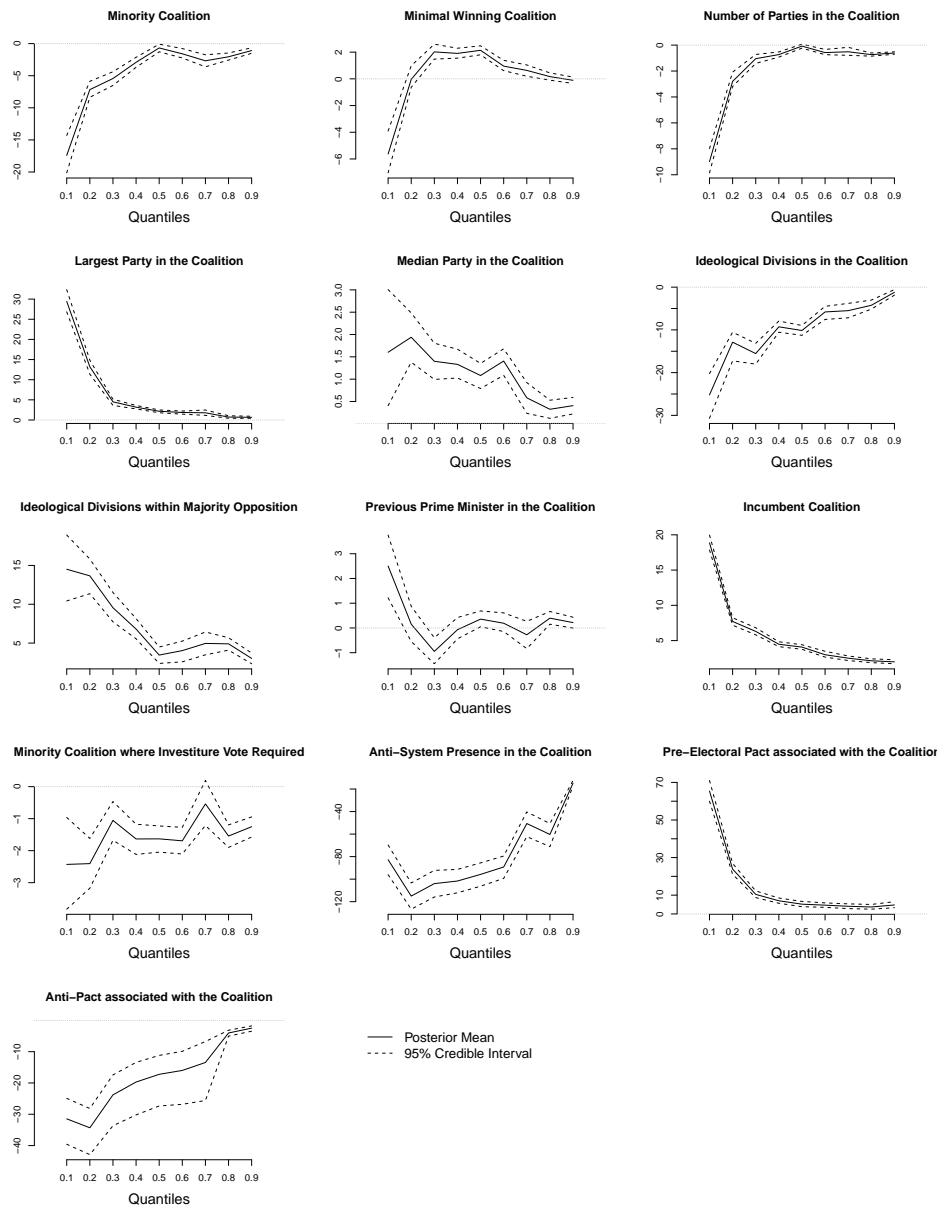 Minority Coalition
0
−5
−10
−15
−20
0.1 0.2 0.3 0.4 0.5 0.6 0.7 0.8 0.9
Quantiles
Minimal Winning Coalition
2
0
−2
−4
−6
0.1 0.2 0.3 0.4 0.5 0.6 0.7 0.8 0.9
Quantiles
Number of Parties in the Coalition
0
−2
−4
−6
−8
−10
0.1 0.2 0.3 0.4 0.5 0.6 0.7 0.8 0.9
Quantiles
Largest Party in the Coalition
30
25
20
15
10
5
0
0.1 0.2 0.3 0.4 0.5 0.6 0.7 0.8 0.9
Quantiles
Median Party in the Coalition
3.0
2.5
2.0
1.5
1.0
0.5
0.1 0.2 0.3 0.4 0.5 0.6 0.7 0.8 0.9
Quantiles
Ideological Divisions in the Coalition
0
−10
−20
−30
0.1 0.2 0.3 0.4 0.5 0.6 0.7 0.8 0.9
Quantiles
Ideological Divisions within Majority Opposition
15
10
5
0.1 0.2 0.3 0.4 0.5 0.6 0.7 0.8 0.9
Quantiles
Previous Prime Minister in the Coalition
3
2
1
0
−1
0.1 0.2 0.3 0.4 0.5 0.6 0.7 0.8 0.9
Quantiles
Incumbent Coalition
20
15
10
5
0.1 0.2 0.3 0.4 0.5 0.6 0.7 0.8 0.9
Quantiles
Minority Coalition where Investiture Vote Required
0
−1
−2
−3
0.1 0.2 0.3 0.4 0.5 0.6 0.7 0.8 0.9
Quantiles
Anti−System Presence in the Coalition
−40
−80
−120
0.1 0.2 0.3 0.4 0.5 0.6 0.7 0.8 0.9
Quantiles
Pre−Electoral Pact associated with the Coalition
70
50
30
10
0
0.1 0.2 0.3 0.4 0.5 0.6 0.7 0.8 0.9
Quantiles
Anti−Pact associated with the Coalition
−10
−20
−30
−40
0.1 0.2 0.3 0.4 0.5 0.6 0.7 0.8 0.9
Quantiles
Posterior Mean
95% Credible Interval